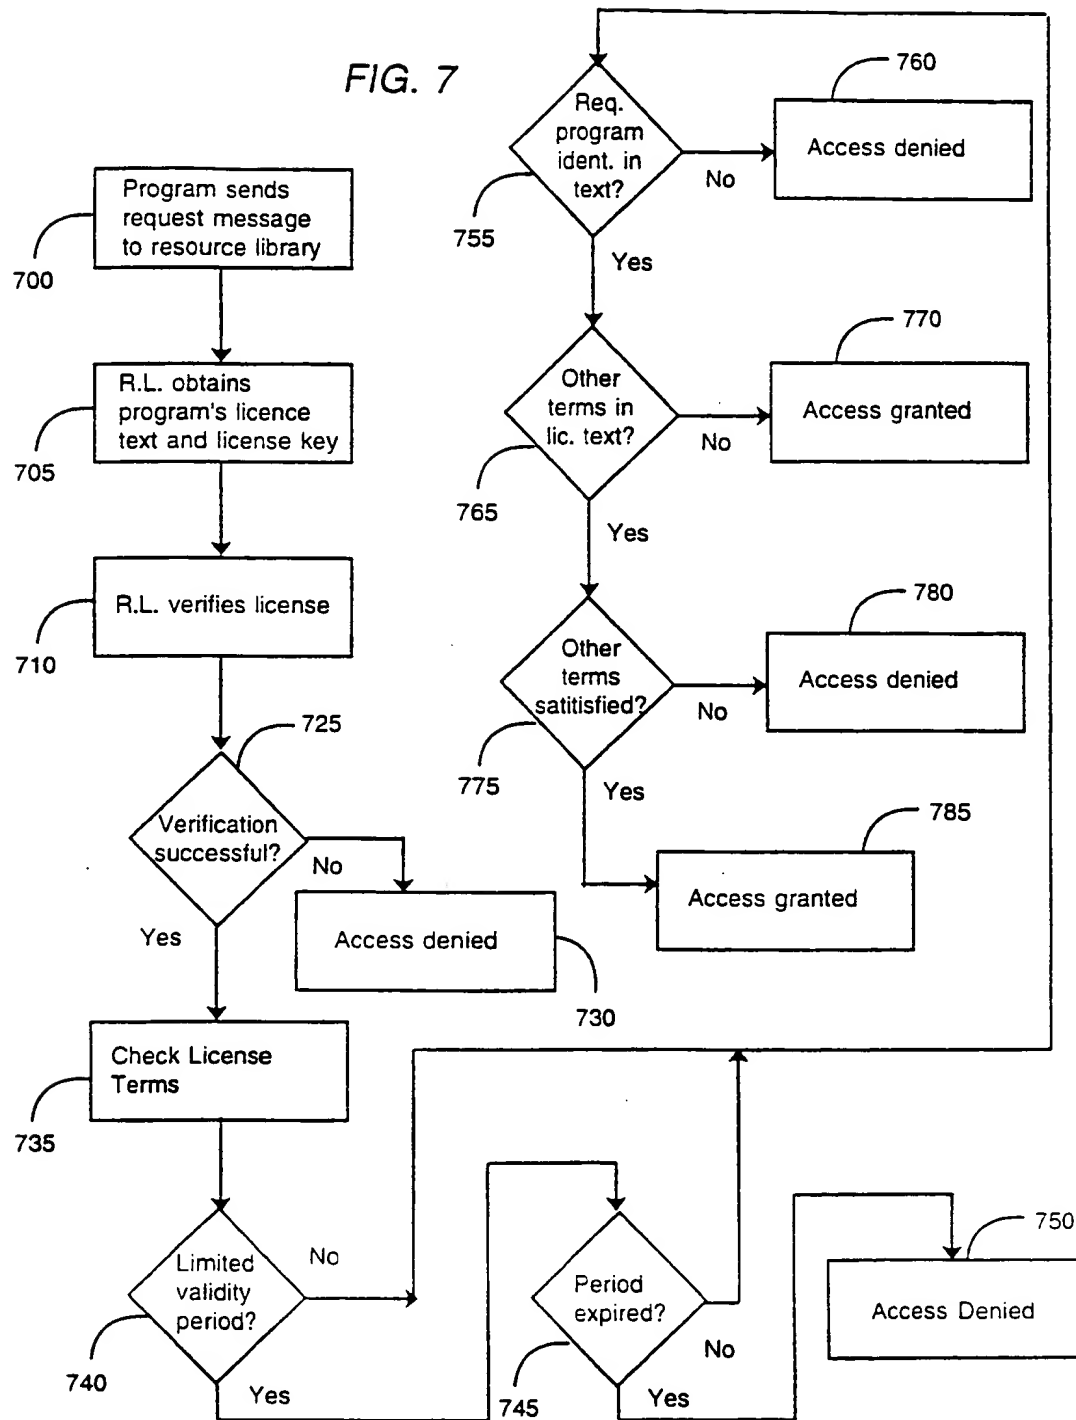 FIG. 7
Program sends
request message
to resource library
700
R.L. obtains
program's licence
text and license key
705
R.L. verifies license
710
725
Verification
successful?
No
Yes
Access denied
730
Check License
Terms
735
Limited
validity
period?
No
740
Yes
Period
expired?
No
745
Yes
750
Access Denied
Req.
program
ident. in
text?
755
No
Yes
760
Access denied
Other
terms in
lic. text?
765
No
Yes
770
Access granted
Other
terms
satitisfied?
775
No
Yes
780
Access denied
785
Access granted